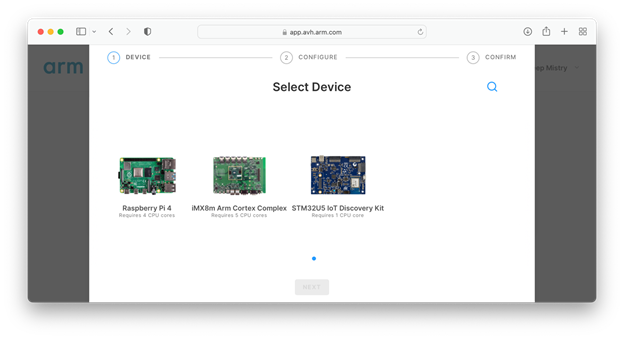 app.avh.arm.com
arm
1 DEVICE
2 CONFIGURE
3 CONFIRM
Mistry
Select Device
Raspberry Pi 4
Requires 4 CPU cores
iMX8m Arm Cortex Complex
Requires 5 CPU cores
STM32U5 IoT Discovery Kit
Requires 1 CPU core
NEXT